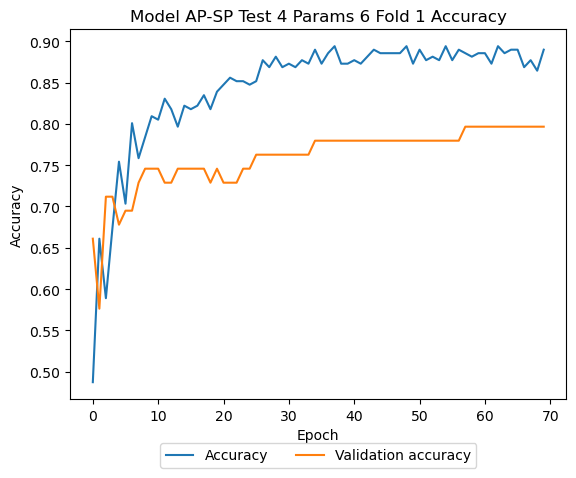 Model AP-SP Test 4 Params 6 Fold 1 Accuracy
0.90
0.85
0.80
0.75
0.70
0.65
0.60
0.55
0.50
Accuracy
0 10 20 30 40 50 60 70
Epoch
Accuracy Validation accuracy